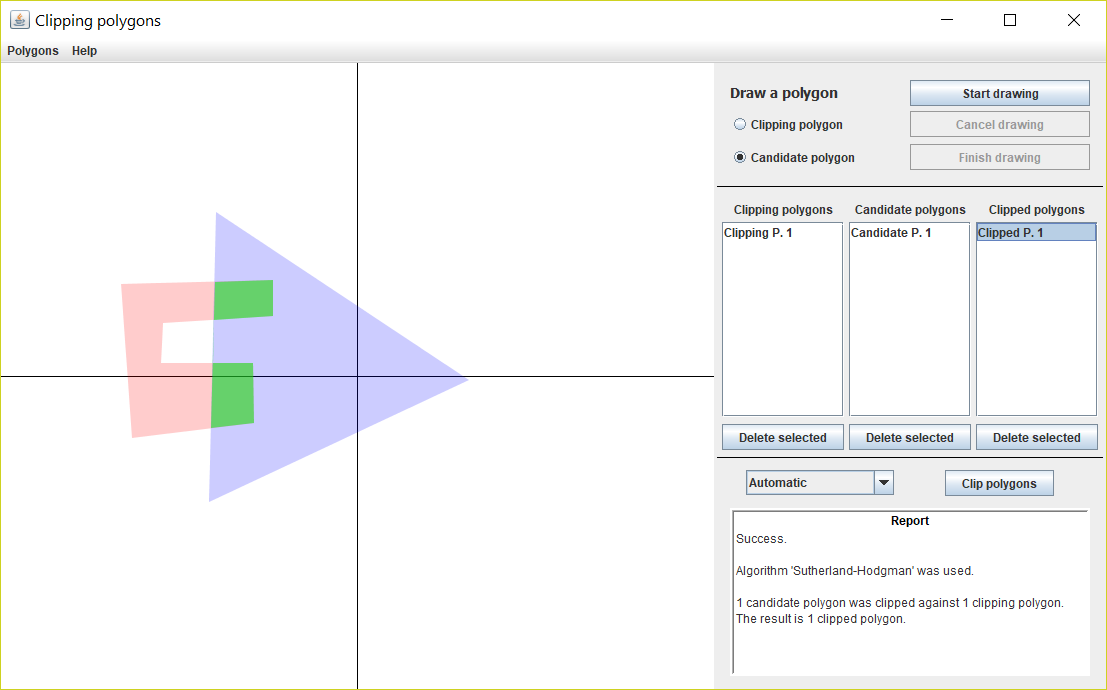 Clipping polygons
Polygons Help
Draw a polygon
Start drawing
Clipping polygon
Cancel drawing
Candidate polygon
Finish drawing
Clipping polygons Candidate polygons Clipped polygons
Clipping P. 1 Candidate P. 1 Clipped P. 1
Delete selected Delete selected Delete selected
Automatic Clip polygons
Report
Success.
Algorithm 'Sutherland-Hodgman' was used.
1 candidate polygon was clipped against 1 clipping polygon.
The result is 1 clipped polygon.